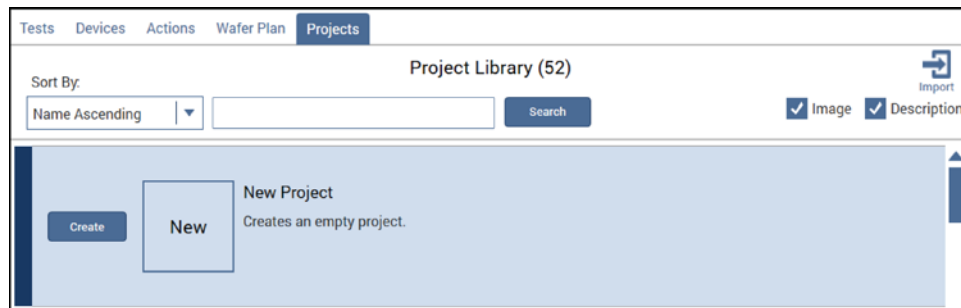 Tests Devices Actions Wafer Plan Projects
Project Library (52)
Import
Sort By:
Name Ascending Search Image Description
New Project
Creates an empty project.
Create New